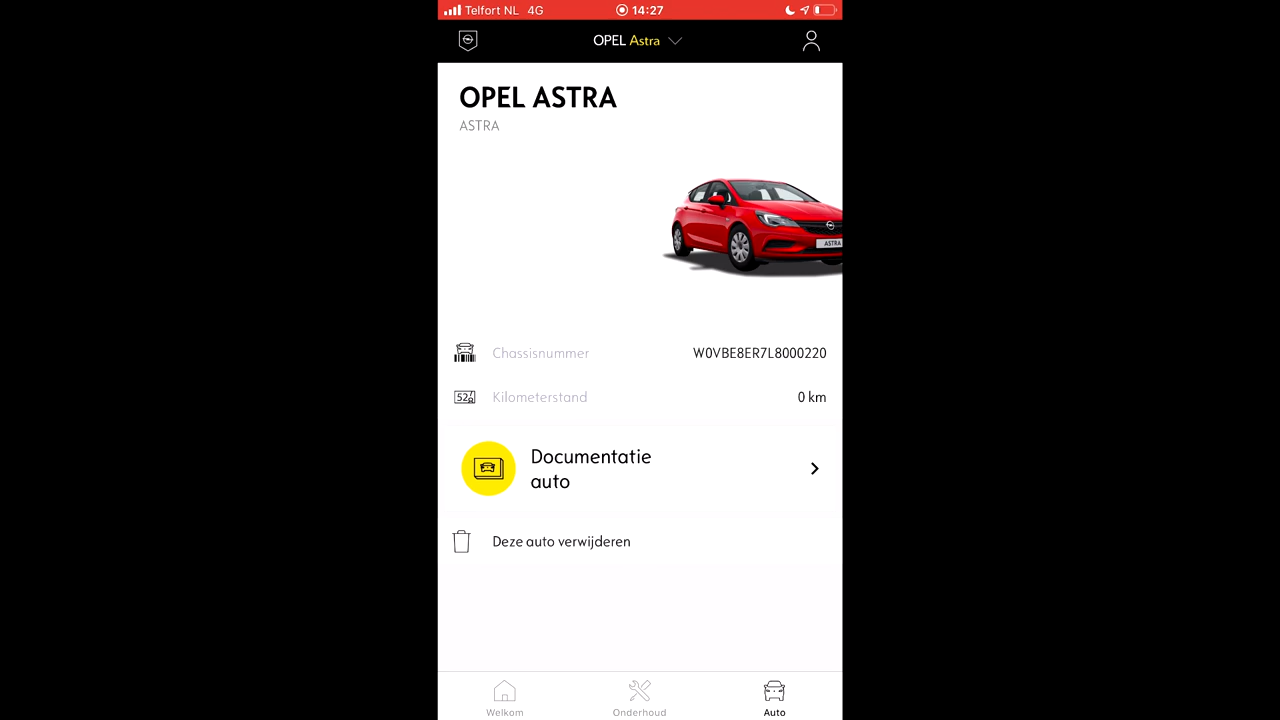 Telfort NL 4G 14:27
OPEL Astra
OPEL ASTRA
ASTRA
ASTRA
Chassisnummer W0VBE8ER7L8000220
Kilometerstand 0 km
Documentatie
auto
Deze auto verwijderen
Welkom Onderhoud Auto